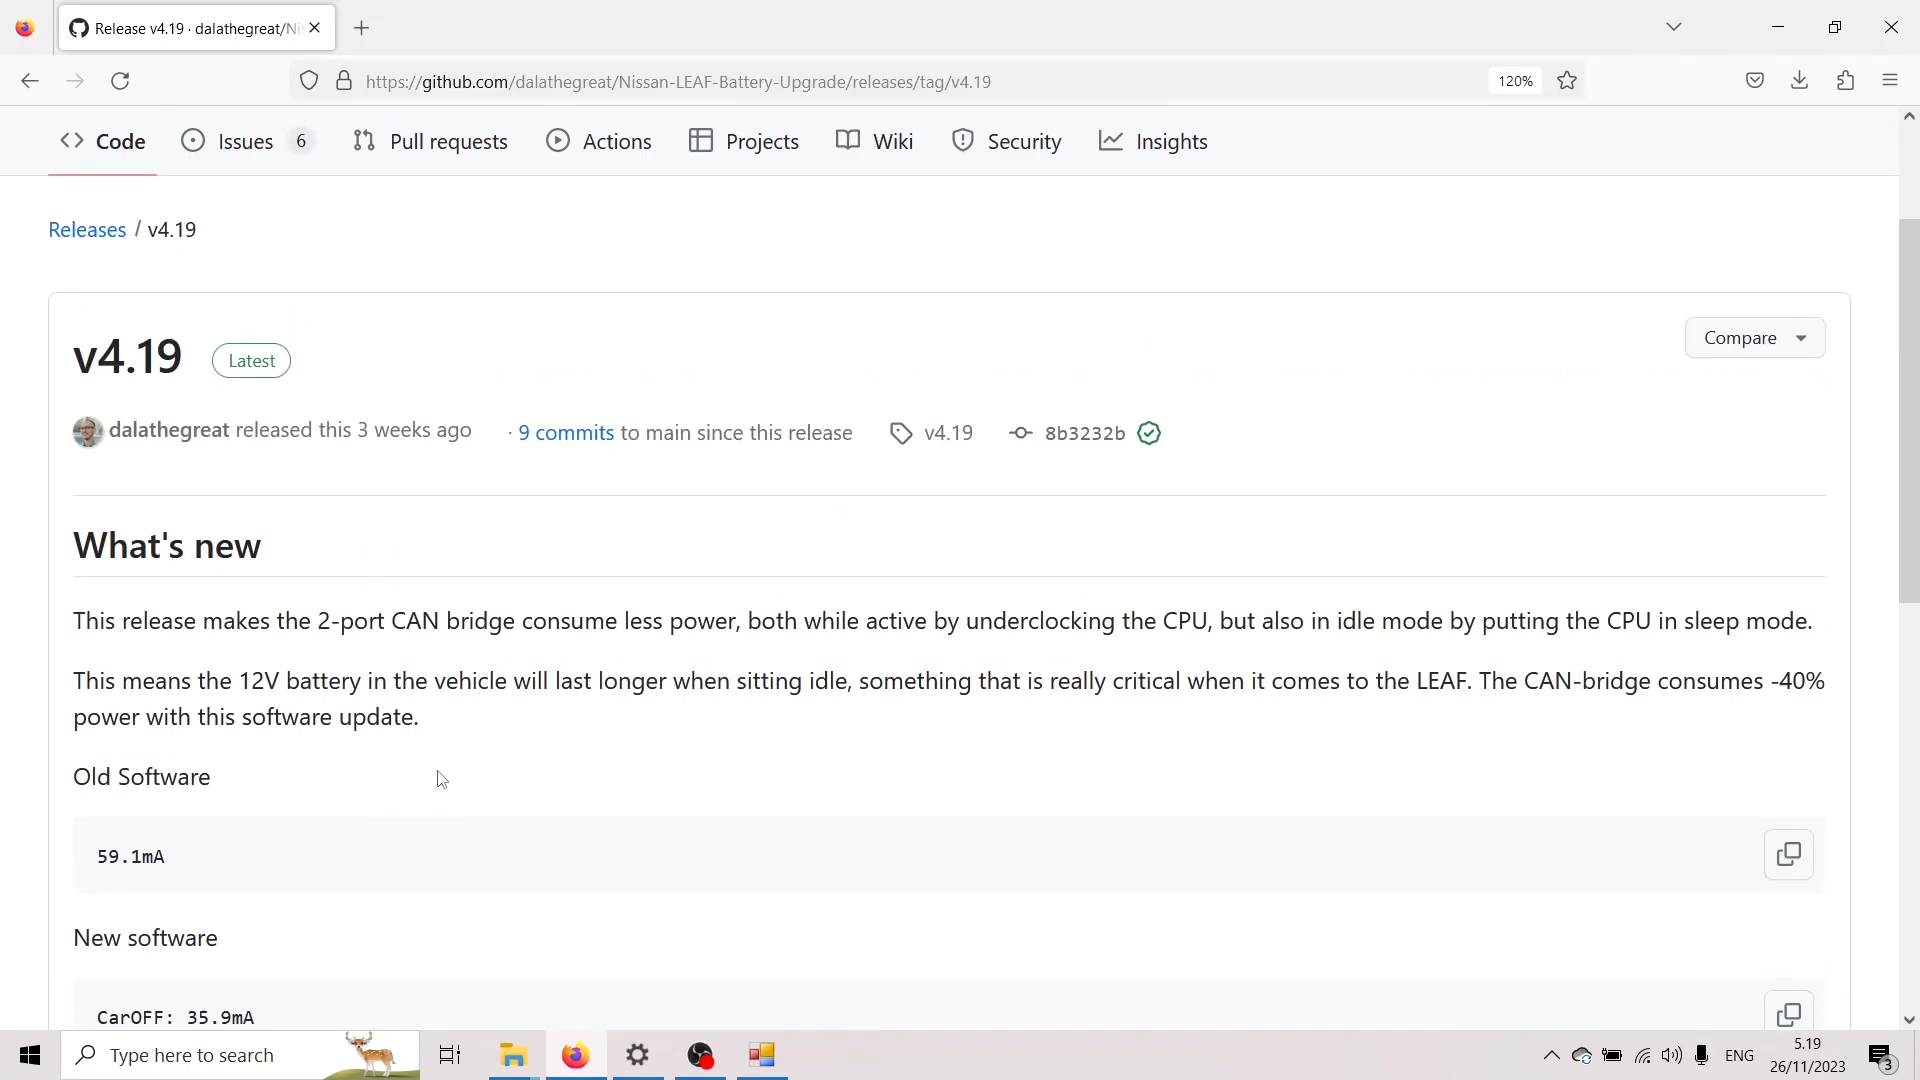 Release v4.19 · dalathegreat/Nis
https://github.com/dalathegreat/Nissan-LEAF-Battery-Upgrade/releases/tag/v4.19
120%
Code
Issues 6
Pull requests
Actions
Projects
Wiki
Security
Insights
Releases / v4.19
v4.19
Latest
Compare
dalathegreat released this 3 weeks ago · 9 commits to main since this release v4.19 8b3232b
What's new
This release makes the 2-port CAN bridge consume less power, both while active by underclocking the CPU, but also in idle mode by putting the CPU in sleep mode.
This means the 12V battery in the vehicle will last longer when sitting idle, something that is really critical when it comes to the LEAF. The CAN-bridge consumes -40%
power with this software update.
Old Software
59.1mA
New software
CarOFF: 35.9mA
Type here to search
ENG
5.19
26/11/2023
3